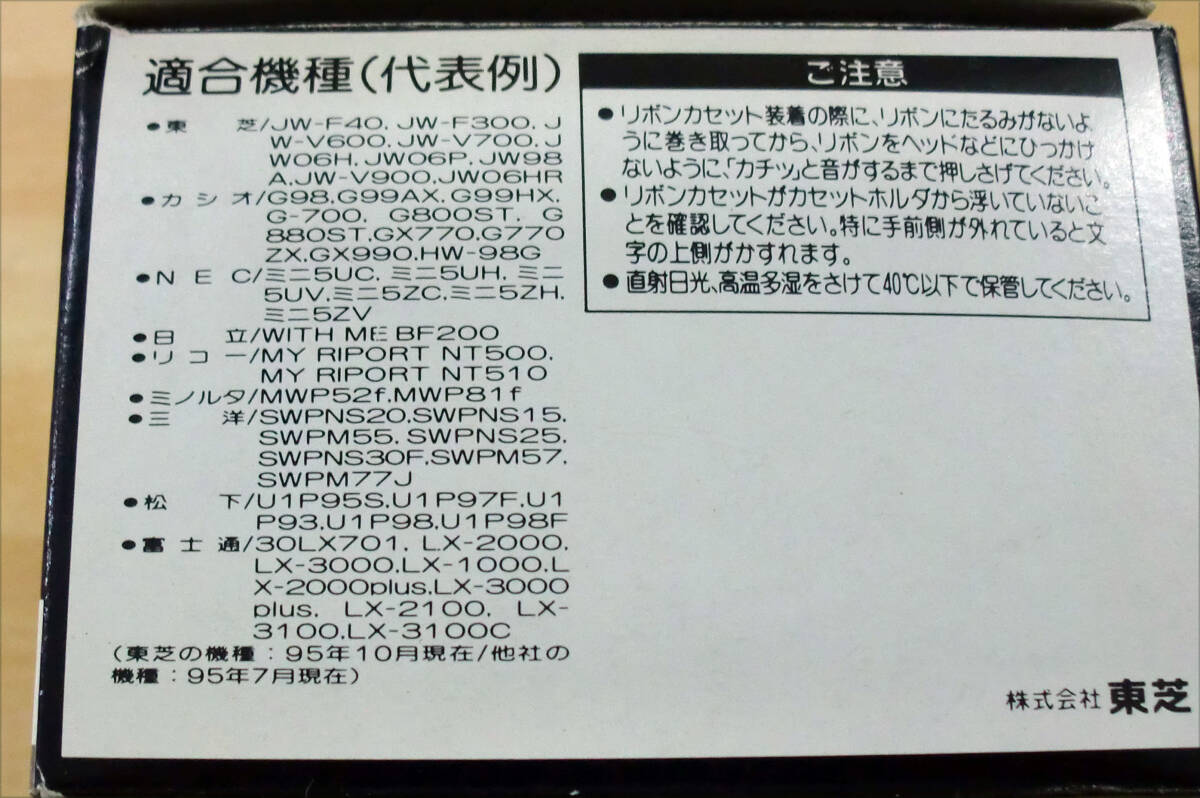 適合機種(代表例)
●東 芝/JW-F40, JW-F300, J
W-V600, JW-V700, J
W06H, JW06P, JW98
A, JW-V900, JW06HR
●カシオ/G98, G99AX, G99HX,
G-700, G800ST, G
880ST, GX770, G770
ZX, GX990, HW-98G
●NEC/ミニ5UC, ミニ5UH, ミニ
5UV, ミニ5ZC, ミニ5ZH,
ミニ5ZV
●日 立/WITH ME BF200
●リコー/MY RIPORT NT500,
MY RIPORT NT510
●ミノルタ/MWP52f, MWP81f
●三 洋/SWPNS20, SWPNS15,
SWPM55, SWPNS25,
SWPNS30F, SWPM57,
SWPM77J
●松 下/U1P95S, U1P97F, U1
P93, U1P98, U1P98F
●富士通/30LX701, LX-2000,
LX-3000, LX-1000, L
X-2000plus, LX-3000
plus, LX-2100, LX-
3100, LX-3100C
(東芝の機種:95年10月現在/他社の
機種:95年7月現在)
ご注意
●リボンカセット装着の際に、リボンにたるみがないよ
うに巻き取ってから、リボンをヘッドなどにひっかけ
ないように、「カチッ」と音がするまで押しさげてください。
●リボンカセットがカセットホルダから浮いていないこ
とを確認してください。特に手前側が外れていると文
字の上側がかすれます。
●直射日光、高温多湿をさけて40℃以下で保管してください。
株式会社 東芝